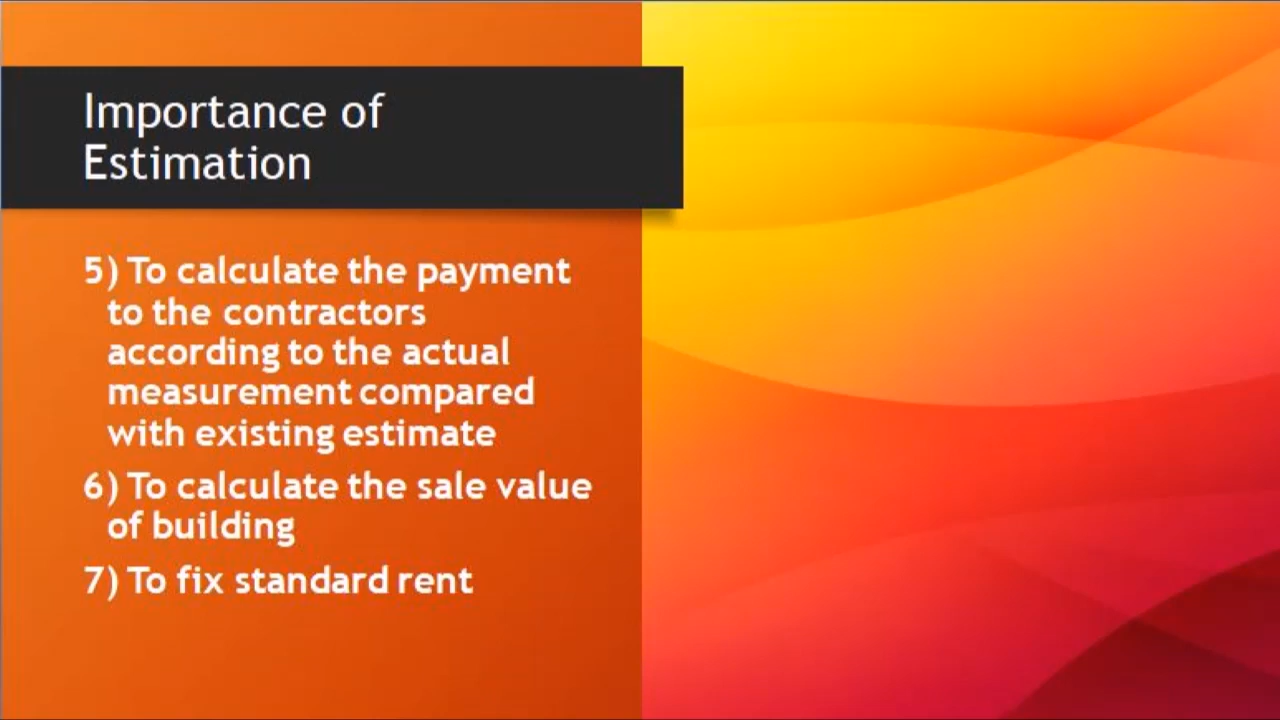 Importance of
Estimation
5) To calculate the payment
to the contractors
according to the actual
measurement compared
with existing estimate
6) To calculate the sale value
of building
7) To fix standard rent